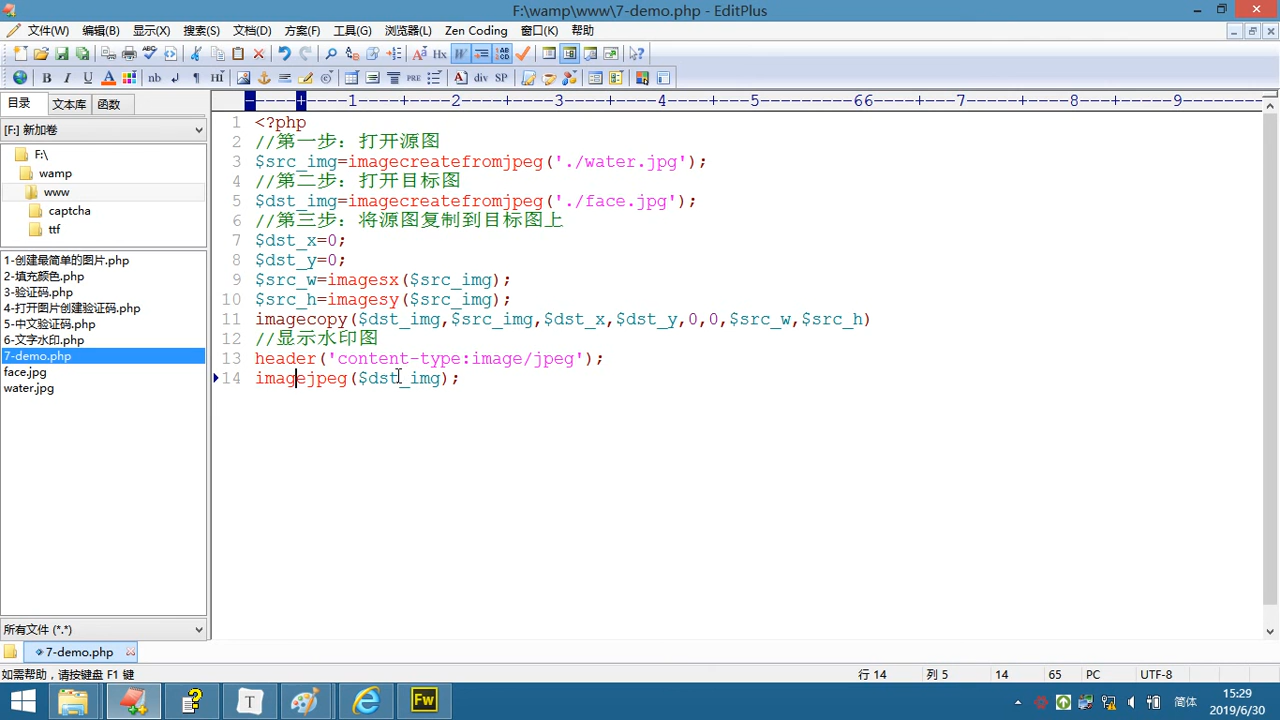 F:\wamp\www\7-demo.php - EditPlus
文件(W) 编辑(B) 显示(X) 搜索(S) 文档(D) 方案(F) 工具(G) 浏览器(L) Zen Coding 窗口(K) 帮助
目录 文本库 函数
[F:] 新加卷
F:\
wamp
www
captcha
ttf
1-创建最简单的图片.php
2-填充颜色.php
3-验证码.php
4-打开图片创建验证码.php
5-中文验证码.php
6-文字水印.php
7-demo.php
face.jpg
water.jpg
所有文件 (*.*)
----+----1----+----2----+----3----+----4----+----5----+----66----+----7----+----8----+----9----
1 <?php
2 //第一步：打开源图
3 $src_img=imagecreatefromjpeg('./water.jpg');
4 //第二步：打开目标图
5 $dst_img=imagecreatefromjpeg('./face.jpg');
6 //第三步：将源图复制到目标图上
7 $dst_x=0;
8 $dst_y=0;
9 $src_w=imagesx($src_img);
10 $src_h=imagesy($src_img);
11 imagecopy($dst_img,$src_img,$dst_x,$dst_y,0,0,$src_w,$src_h)
12 //显示水印图
13 header('content-type:image/jpeg');
14 imagejpeg($dst_img);
7-demo.php
如需帮助，请按键盘 F1 键 行 14 列 5 14 65 PC UTF-8
简体
15:29
2019/6/30